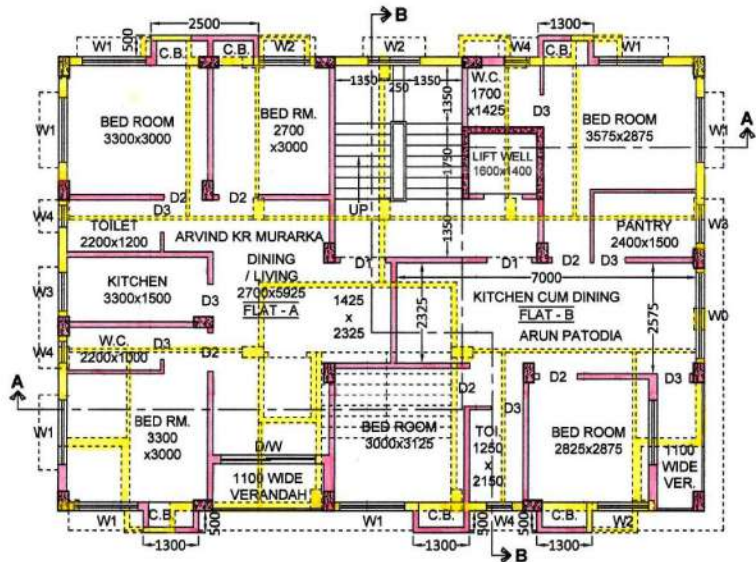 B
2500
1300
W1
500
C.B.
C.B.
W2
W2
W4
C.B.
W1
1350
250
1350
W.C.
1700
x1425
1350
D3
BED ROOM
3300x3000
BED RM.
2700
x3000
BED ROOM
3575x2875
A
W1
W1
1750
LIFT WELL
1600x1400
UP
D2
D2
D3
W4
TOILET
2200x1200
ARVIND KR MURARKA
1350
PANTRY
2400x1500
W3
D1
D1
D2
D3
DINING
/ LIVING
2700x5925
FLAT - A
KITCHEN
3300x1500
W3
D3
7000
1425
x
2325
2325
KITCHEN CUM DINING
FLAT - B
ARUN PATODIA
2575
W0
W.C.
2200x1000
W4
D3
D2
A
D2
D2
D3
W1
BED RM.
3300
x3000
D/W
BED ROOM
3000x3125
D3
TOI
1250
x
2150
BED ROOM
2825x2875
1100
WIDE
VER.
1100 WIDE
VERANDAH
W1
C.B.
500
W1
C.B.
500
W4
500
C.B.
W2
1300
1300
1300
B